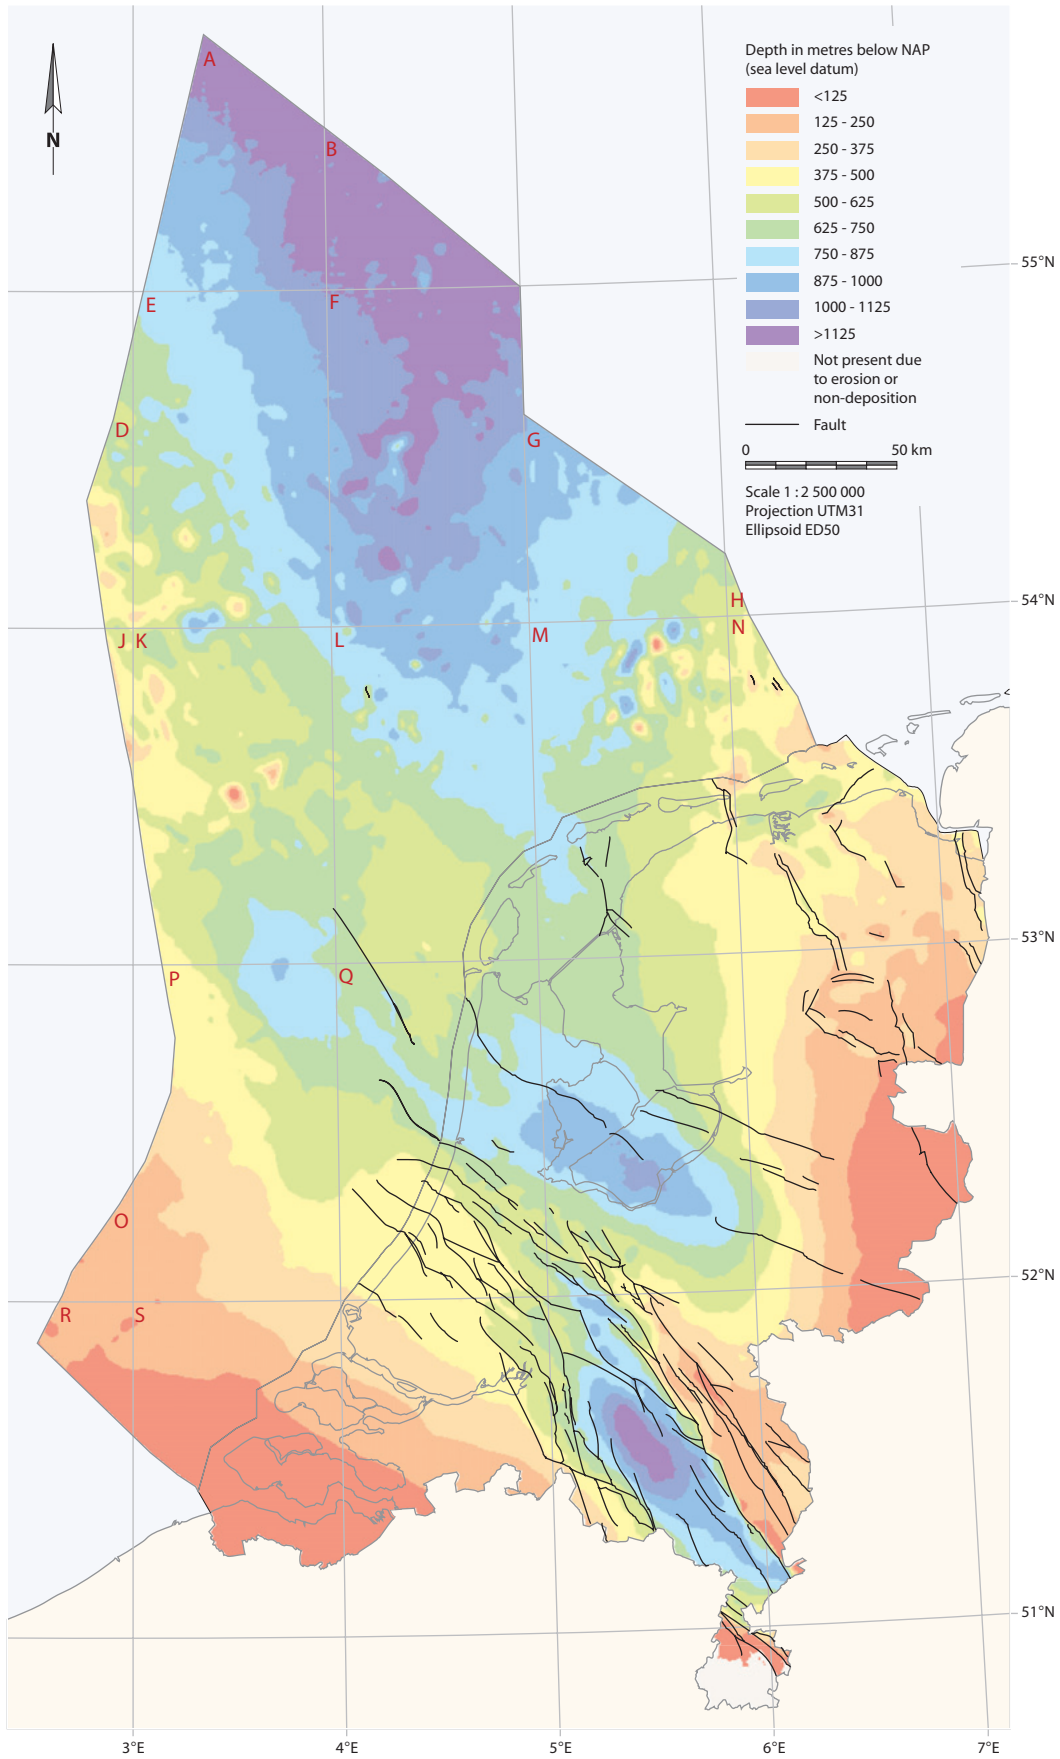 A
Depth in metres below NAP
(sea level datum)
<125
N
125 - 250
B
250 - 375
375 - 500
500 - 625
625 - 750
750 - 875
55°N
875 - 1000
E
F
1000 - 1125
>1125
Not present due
to erosion or
non-deposition
Fault
D
G
0 50 km
Scale 1 : 2 500 000
Projection UTM31
Ellipsoid ED50
H
54°N
N
J K
L
M
53°N
P
Q
52°N
O
R
S
51°N
3°E 4°E 5°E 6°E 7°E